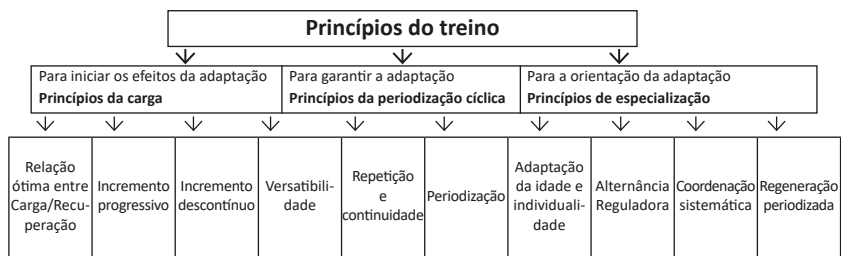 Princípios do treino
Para iniciar os efeitos da adaptação
Princípios da carga
Para garantir a adaptação
Princípios da periodização cíclica
Para a orientação da adaptação
Princípios de especialização
Relação
ótima entre
Carga/Recu-
peração
Incremento
progressivo
Incremento
descontínuo
Versatibili-
dade
Repetição
e
continuidade
Periodização
Adaptação
da idade e
individuali-
dade
Alternância
Reguladora
Coordenação
sistemática
Regeneração
periodizada